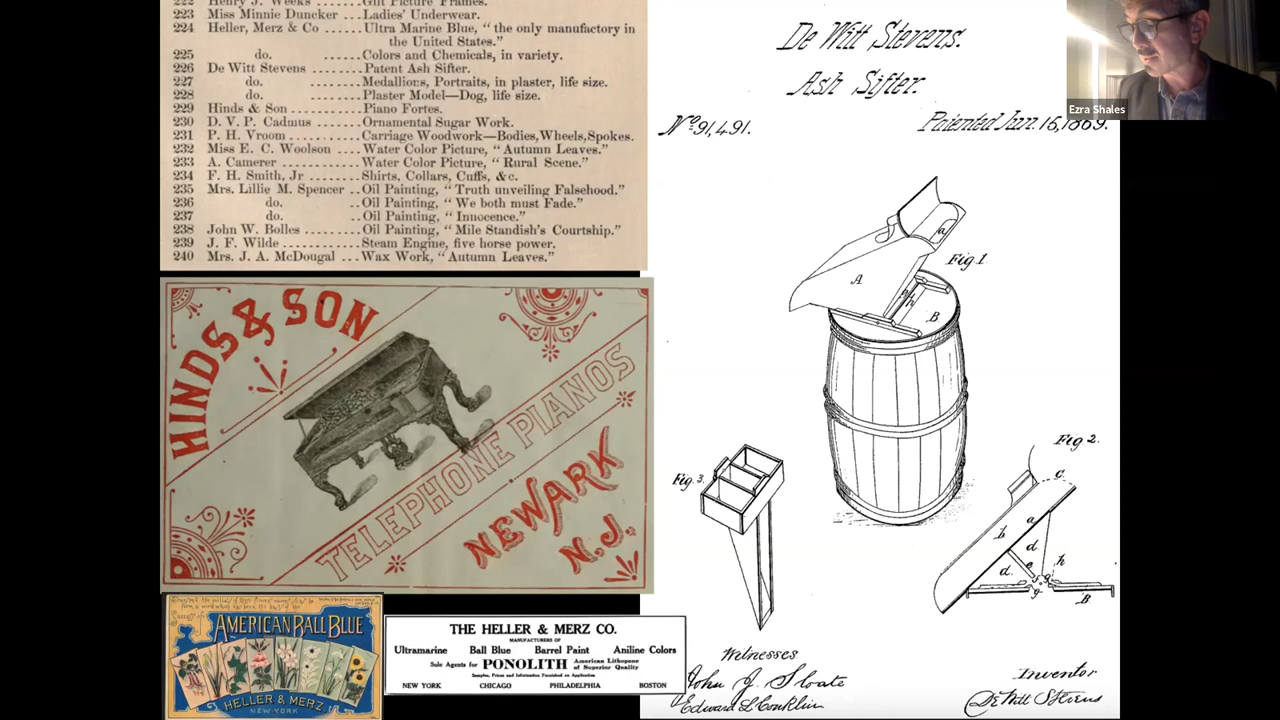 222 Henry J. Weeks ------Gilt Picture Frames.
223 Miss Minnie Duncker ---Ladies' Underwear.
224 Heller, Merz & Co ......Ultra Marine Blue, "the only manufactory in
the United States."
225 do. ......Colors and Chemicals, in variety.
226 De Witt Stevens ........Patent Ash Sifter.
227 do. ........Medallions, Portraits, in plaster, life size.
228 do. ........Plaster Model—Dog, life size.
229 Hinds & Son ..........Piano Fortes.
230 D. V. P. Cadmus ........Ornamental Sugar Work.
231 P. H. Vroom ..........Carriage Woodwork—Bodies, Wheels, Spokes.
232 Miss E. C. Woolson ....Water Color Picture, "Autumn Leaves."
233 A. Camerer ...........Water Color Picture, "Rural Scene."
234 F. H. Smith, Jr ........Shirts, Collars, Cuffs, &c.
235 Mrs. Lillie M. Spencer ..Oil Painting, "Truth unveiling Falsehood."
236 do. ..Oil Painting, "We both must Fade."
237 do. ..Oil Painting, "Innocence."
238 John W. Bolles ........Oil Painting, "Mile Standish's Courtship."
239 J. F. Wilde ............Steam Engine, five horse power.
240 Mrs. J. A. McDougal ...Wax Work, "Autumn Leaves."
HINDS & SON
TELEPHONE PIANOS
NEWARK
N.J.
AMERICAN BALL BLUE
HELLER & MERZ
NEW-YORK
THE HELLER & MERZ CO.
MANUFACTURERS OF
Ultramarine Ball Blue Barrel Paint Aniline Colors
Sole Agents for PONOLITH American Lithopone of Superior Quality
Samples, Prices and Information Furnished on Application
NEW YORK CHICAGO PHILADELPHIA BOSTON
De Witt Stevens.
Ash Sifter.
No. 91,491.
Patented Jun. 16, 1869.
a
Fig. 1
A
h
B
Fig. 2.
Fig. 3.
c
a
b
d
d
e
h
g
g
B
Witnesses
John J. Sloate
Edward L. Conklin
Inventor
De Witt Stevens
Ezra Shales